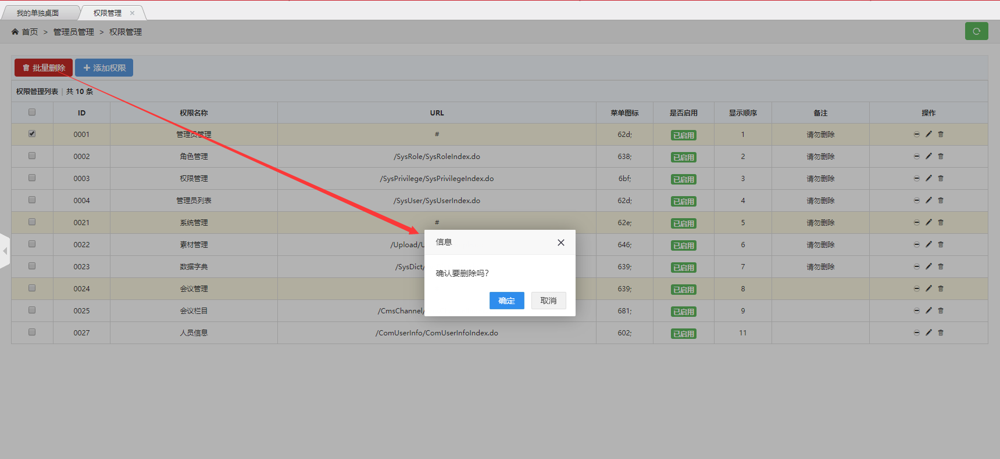 我的单独桌面 权限管理
首页 > 管理员管理 > 权限管理
批量删除 添加权限
权限管理列表 | 共 10 条
ID 权限名称 URL 菜单图标 是否启用 显示顺序 备注 操作
0001 管理员管理 # 62d; 已启用 1 请勿删除
0002 角色管理 /SysRole/SysRoleIndex.do 638; 已启用 2 请勿删除
0003 权限管理 /SysPrivilege/SysPrivilegeIndex.do 6bf; 已启用 3 请勿删除
0004 管理员列表 /SysUser/SysUserIndex.do 62d; 已启用 4 请勿删除
0021 系统管理 # 62e; 已启用 5 请勿删除
0022 素材管理 /Upload/ 646; 已启用 6 请勿删除
0023 数据字典 /SysDict/ 639; 已启用 7 请勿删除
0024 会议管理 639; 已启用 8
0025 会议栏目 /CmsChannel/ 681; 已启用 9
0027 人员信息 /ComUserInfo/ComUserInfoIndex.do 602; 已启用 11
信息
确认要删除吗?
确定 取消